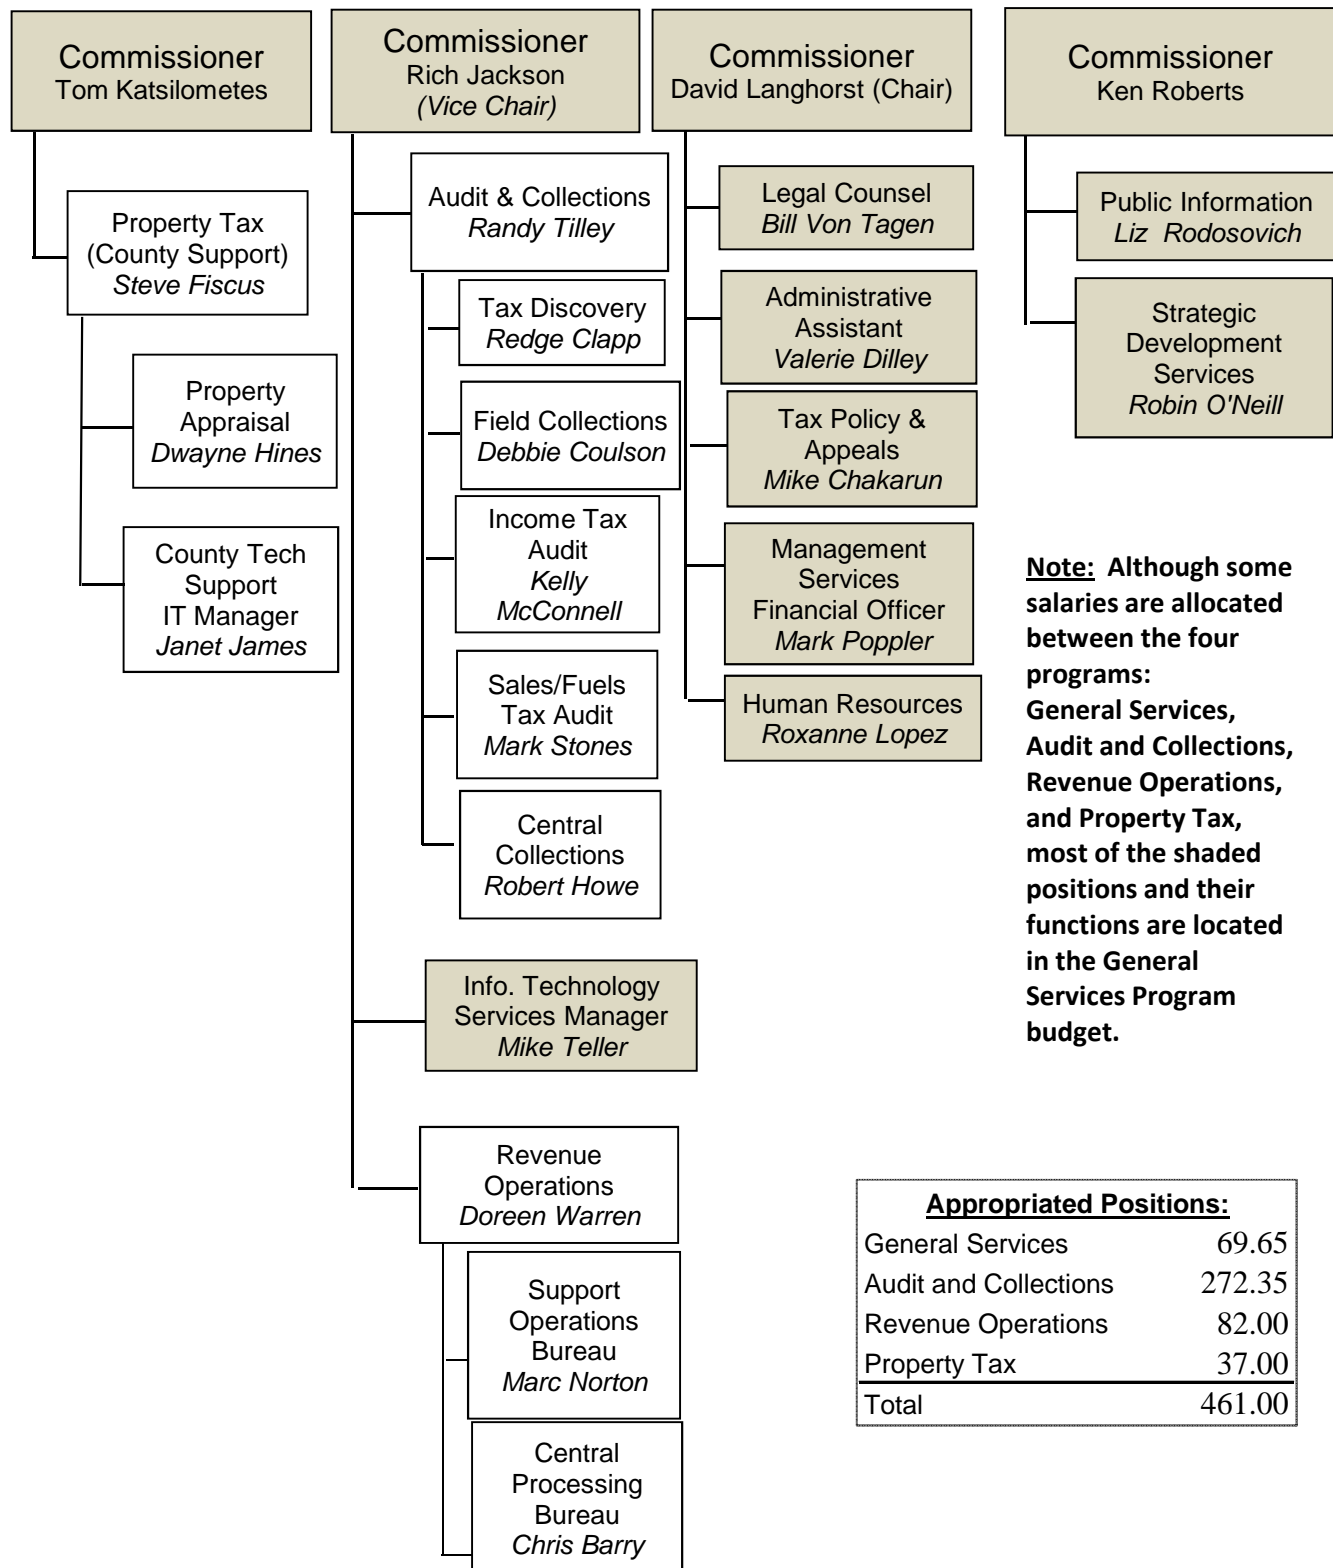 Commissioner
Tom Katsilometes
Property Tax
(County Support)
Steve Fiscus
Property
Appraisal
Dwayne Hines
County Tech
Support
IT Manager
Janet James
Commissioner
Rich Jackson
(Vice Chair)
Audit & Collections
Randy Tilley
Tax Discovery
Redge Clapp
Field Collections
Debbie Coulson
Income Tax
Audit
Kelly
McConnell
Sales/Fuels
Tax Audit
Mark Stones
Central
Collections
Robert Howe
Info. Technology
Services Manager
Mike Teller
Revenue
Operations
Doreen Warren
Support
Operations
Bureau
Marc Norton
Central
Processing
Bureau
Chris Barry
Commissioner
David Langhorst (Chair)
Legal Counsel
Bill Von Tagen
Administrative
Assistant
Valerie Dilley
Tax Policy &
Appeals
Mike Chakarun
Management
Services
Financial Officer
Mark Poppler
Human Resources
Roxanne Lopez
Commissioner
Ken Roberts
Public Information
Liz Rodosovich
Strategic
Development
Services
Robin O'Neill
Note: Although some
salaries are allocated
between the four
programs:
General Services,
Audit and Collections,
Revenue Operations,
and Property Tax,
most of the shaded
positions and their
functions are located
in the General
Services Program
budget.
Appropriated Positions:
General Services 69.65
Audit and Collections 272.35
Revenue Operations 82.00
Property Tax 37.00
Total 461.00